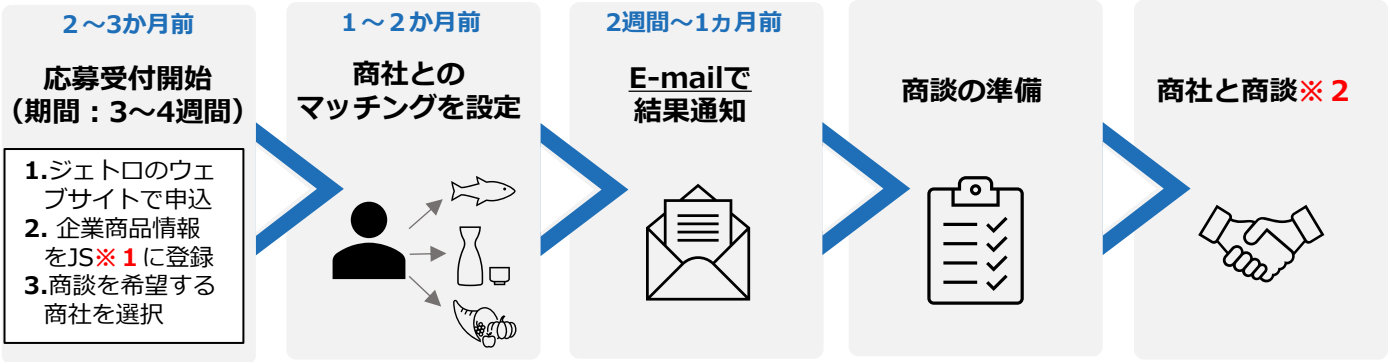 2～3か月前
応募受付開始
（期間：3～4週間）
1.ジェトロのウェ
ブサイトで申込
2. 企業商品情報
をJS※１に登録
3.商談を希望する
商社を選択
１～２か月前
商社との
マッチングを設定
2週間～1ヵ月前
E-mailで
結果通知
商談の準備
商社と商談※２